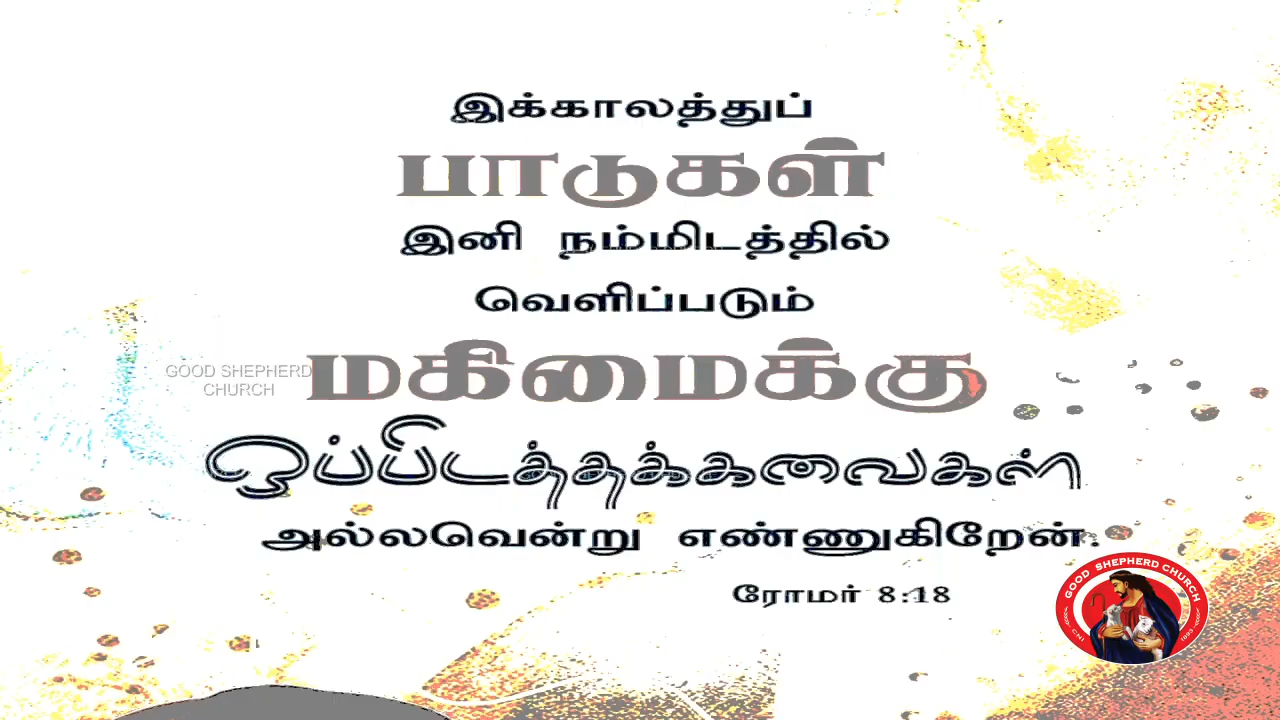 இக்காலத்துப்
பாடுகள்
இனி நம்மிடத்தில்
வெளிப்படும்
மகிமைக்கு
GOOD SHEPHERD
CHURCH
ஒப்பிடத்தக்கவைகள்
அல்லவென்று எண்ணுகிறேன்.
ரோமர் 8:18
GOOD SHEPHERD CHURCH